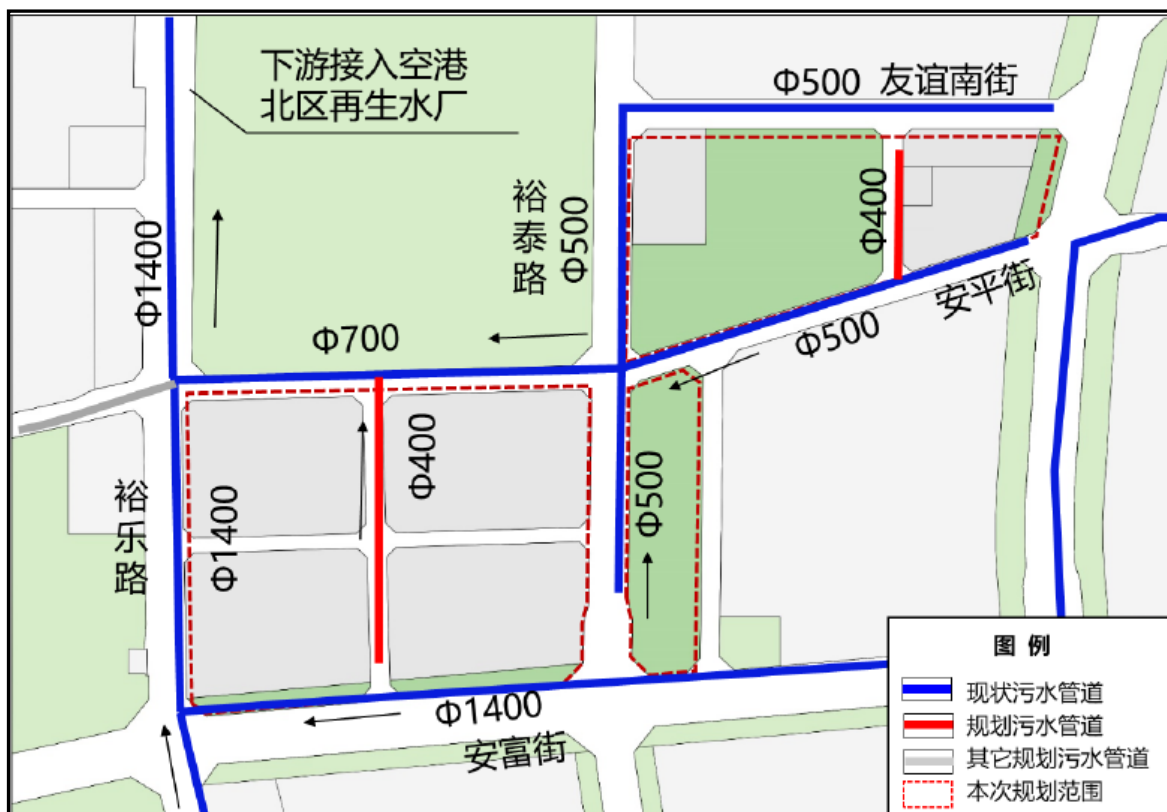 下游接入空港
北区再生水厂
Φ500 友谊南街
裕泰路
Φ500
Φ400
Φ1400
Φ700
安平街
Φ500
Φ400
Φ500
裕乐路
Φ1400
Φ1400
安富街
图 例
现状污水管道
规划污水管道
其它规划污水管道
本次规划范围